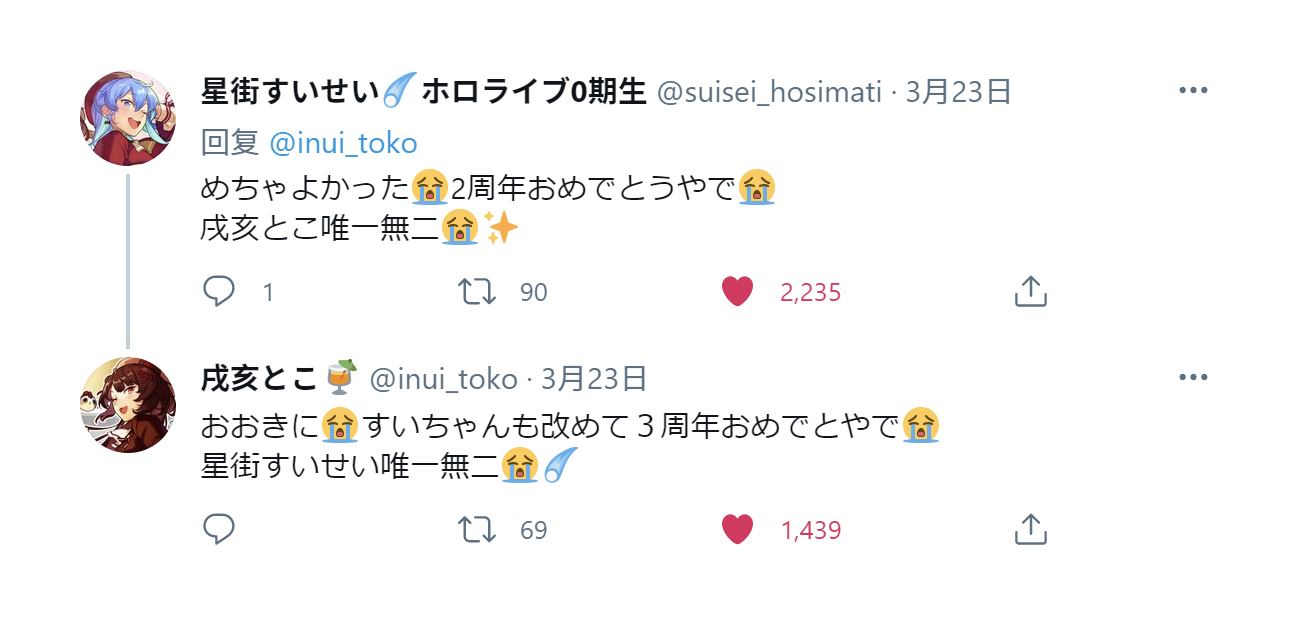 星街すいせい☄️ホロライブ0期生 @suisei_hosimati · 3月23日
回复 @inui_toko
めちゃよかった😭2周年おめでとうやで😭
戌亥とこ唯一無二😭✨
1 90 2,235
戌亥とこ🍹 @inui_toko · 3月23日
おおきに😭すいちゃんも改めて３周年おめでとやで😭
星街すいせい唯一無二😭☄️
69 1,439